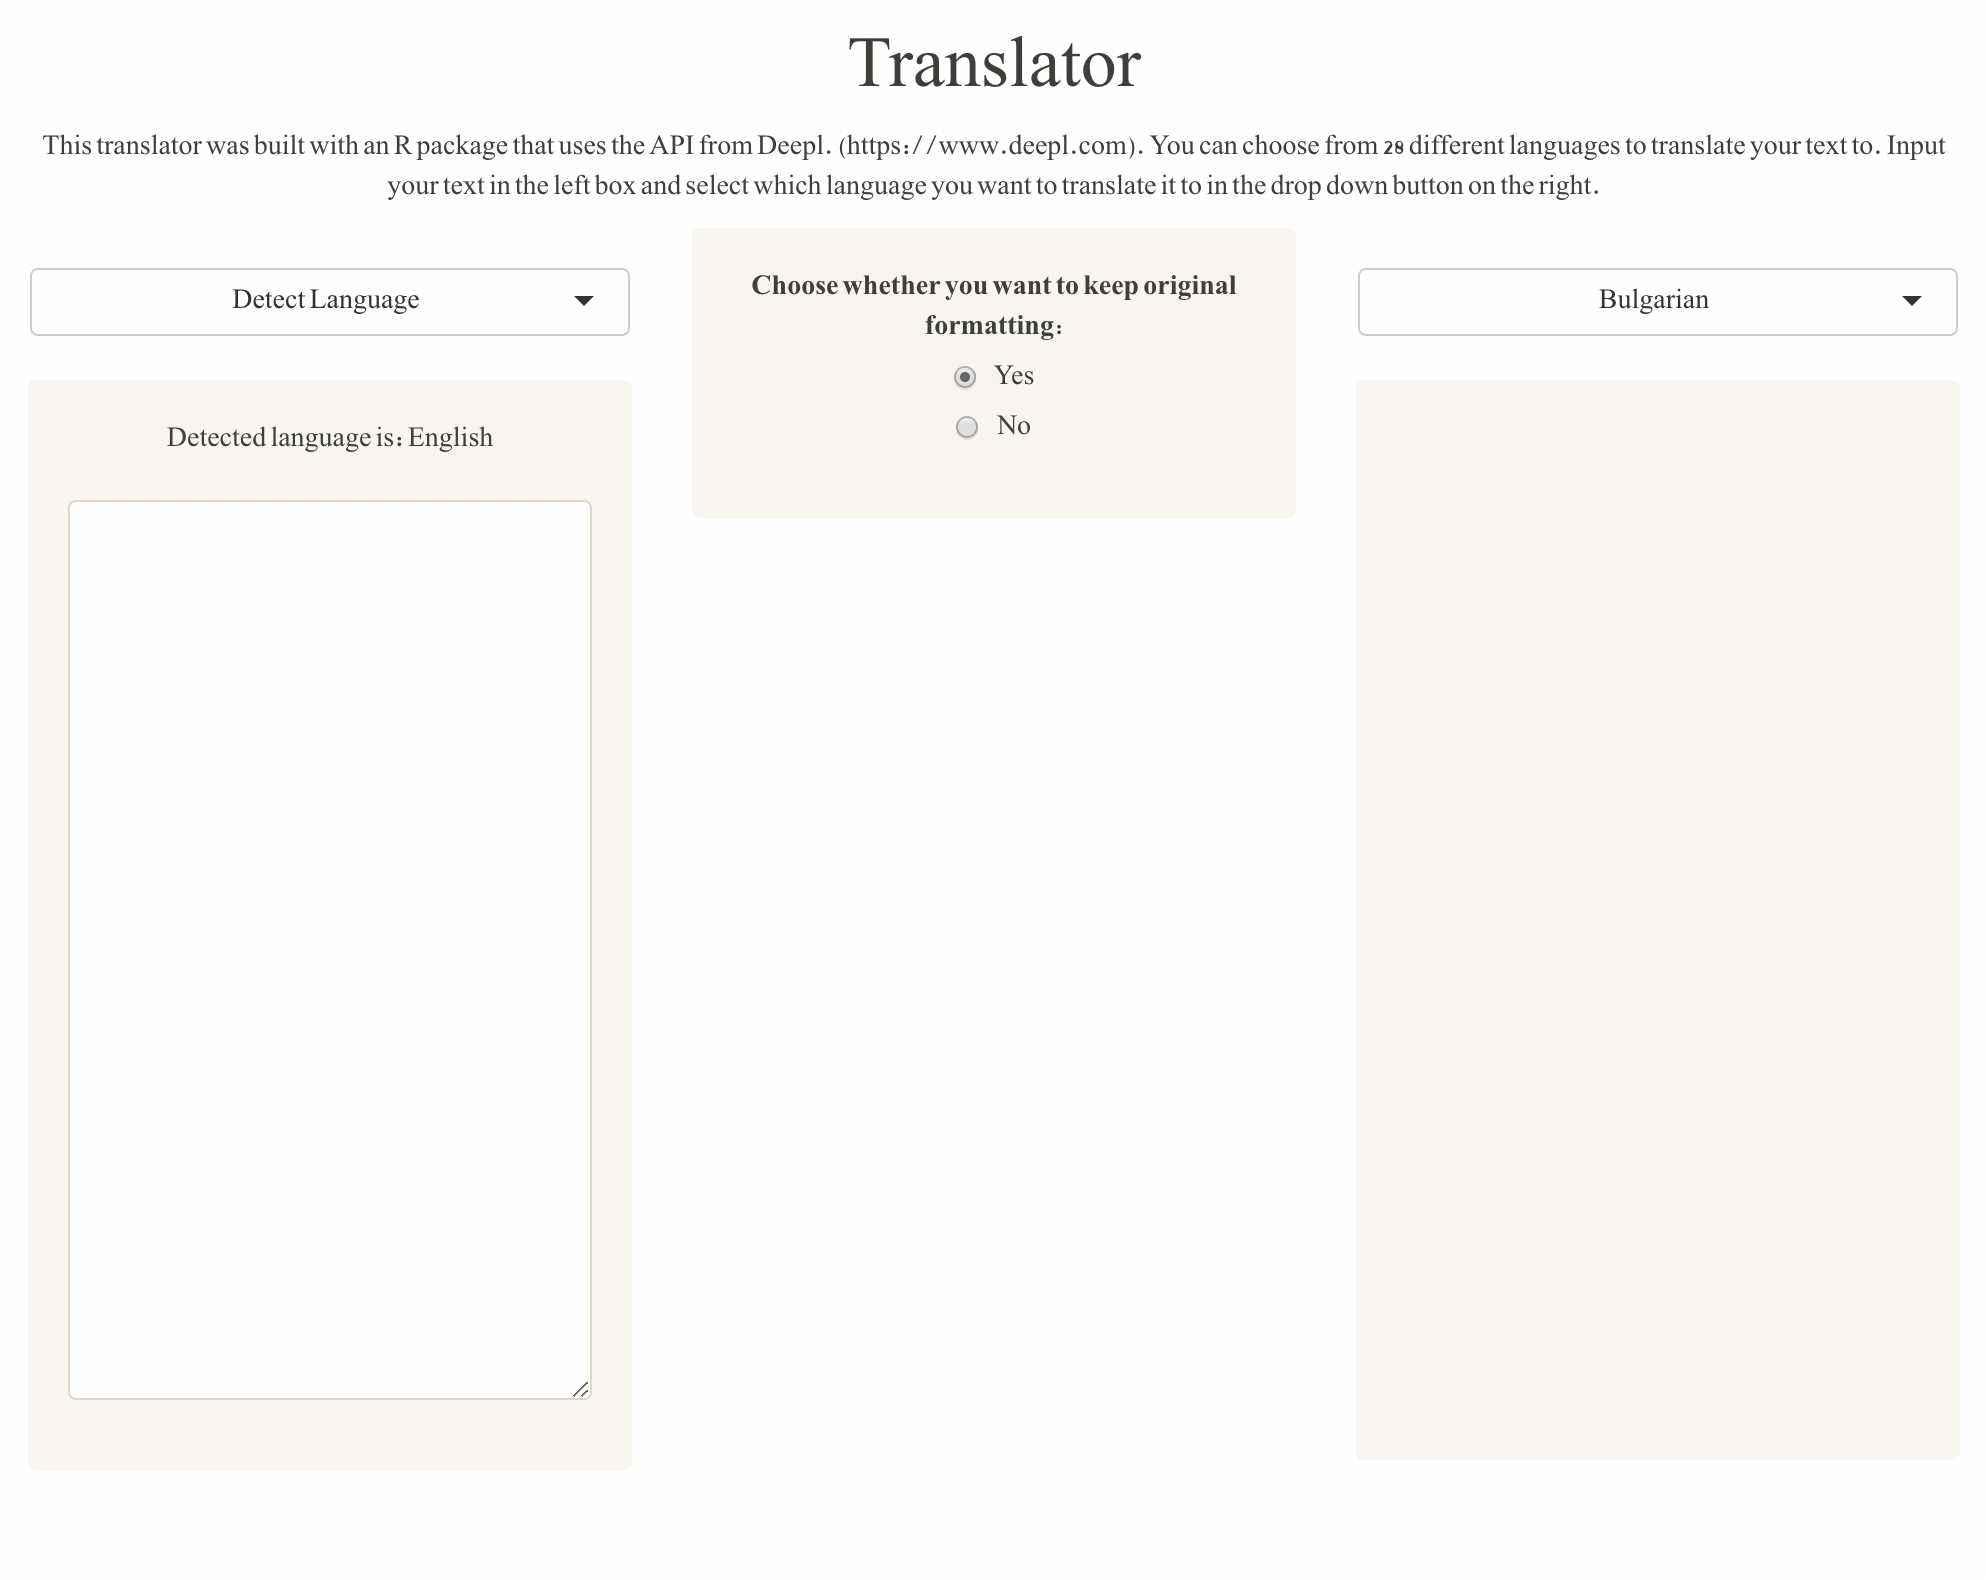 Translator
This translator was built with an R package that uses the API from Deepl. (https://www.deepl.com). You can choose from 28 different languages to translate your text to. Input
your text in the left box and select which language you want to translate it to in the drop down button on the right.
Detect Language
Detected language is: English
Choose whether you want to keep original
formatting:
Yes
No
Bulgarian